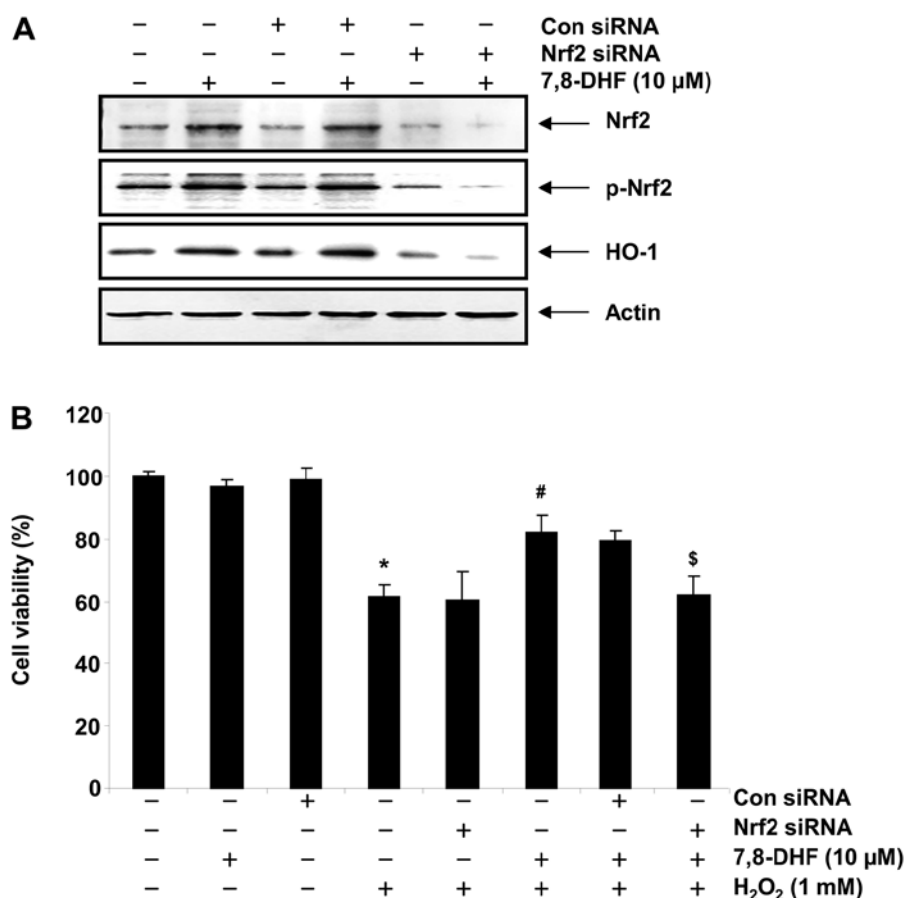 A
− − + + − − Con siRNA
− − − − + + Nrf2 siRNA
− + − + − + 7,8-DHF (10 µM)
Nrf2
p-Nrf2
HO-1
Actin
B
Cell viability (%)
120
100
80
60
40
20
0
*
#
$
− − + − − − + − Con siRNA
− − − − + − − + Nrf2 siRNA
− + − − − + + + 7,8-DHF (10 µM)
− − − + + + + + H₂O₂ (1 mM)